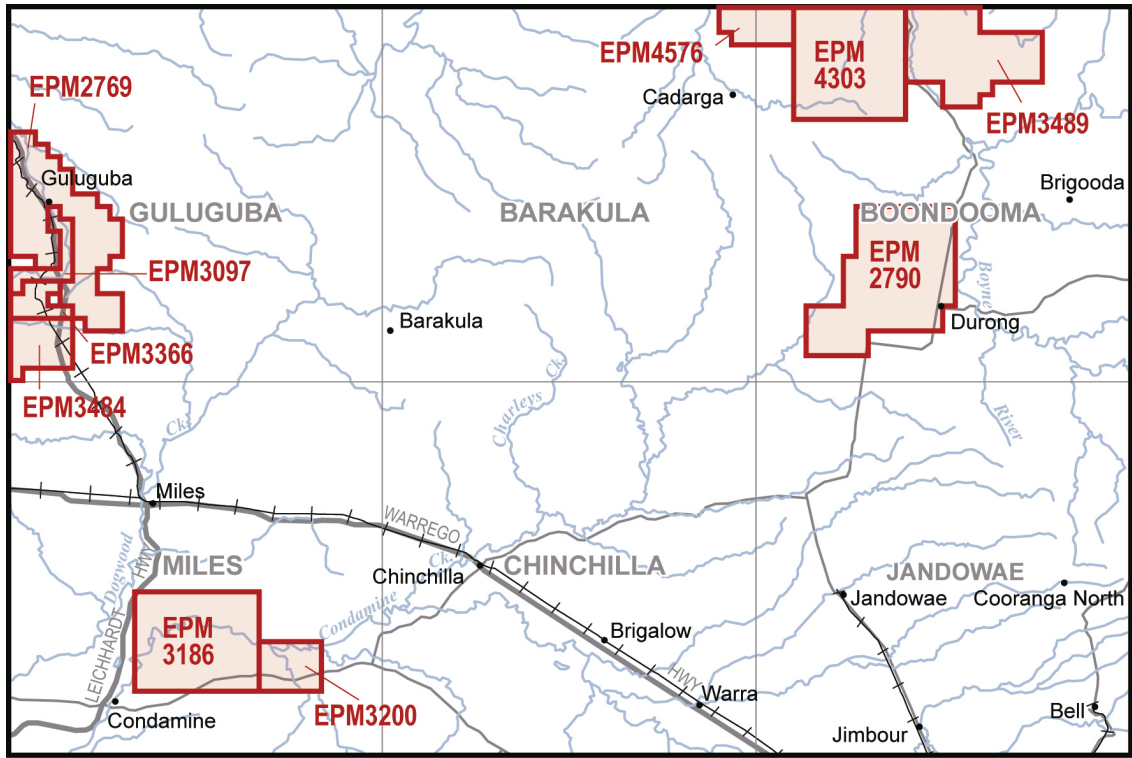 EPM4576
EPM
4303
EPM2769
Cadarga
EPM3489
Guluguba
Brigooda
GULUGUBA
BARAKULA
BOONDOOMA
EPM
2790
EPM3097
Boyne
Barakula
Durong
EPM3366
EPM3484
Ck.
Charleys
Ck.
River
Miles
WARREGO
Dogwood
HWY
MILES
Ck.
CHINCHILLA
Chinchilla
JANDOWAE
Jandowae
Cooranga North
Condamine
EPM
3186
Brigalow
LEICHHARDT
HWY
Warra
EPM3200
Condamine
Bell
Jimbour